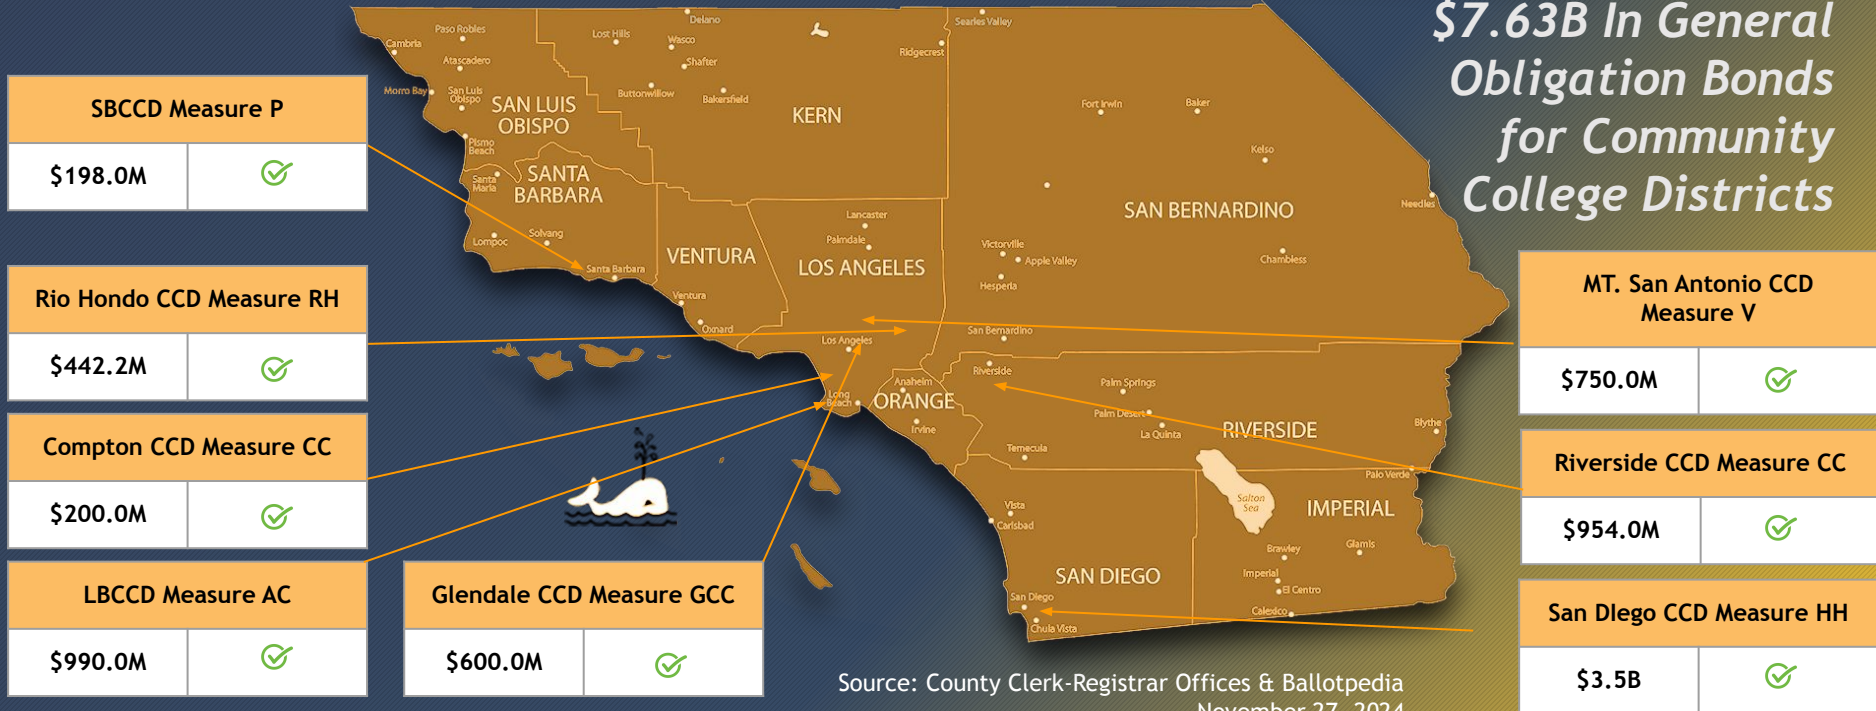 $7.63B In General
Obligation Bonds
for Community
College Districts
SBCCD Measure P
$198.0M
Rio Hondo CCD Measure RH
$442.2M
Compton CCD Measure CC
$200.0M
LBCCD Measure AC
$990.0M
Glendale CCD Measure GCC
$600.0M
MT. San Antonio CCD
Measure V
$750.0M
Riverside CCD Measure CC
$954.0M
San DIego CCD Measure HH
$3.5B
Paso Robles
Cambria
Atascadero
Morro Bay
San Luis
Obispo
SAN LUIS
OBISPO
Pismo
Beach
Santa
Maria
SANTA
BARBARA
Lompoc
Solvang
Santa Barbara
Delano
Lost Hills
Wasco
Shafter
Buttonwillow
Bakersfield
KERN
Ridgecrest
Searles Valley
Fort Irwin
Baker
Kelso
SAN BERNARDINO
Needles
Victorville
Apple Valley
Hesperia
Chambless
San Bernardino
VENTURA
Ventura
Oxnard
Lancaster
Palmdale
LOS ANGELES
Los Angeles
Long
Beach
Anaheim
ORANGE
Irvine
Riverside
Palm Springs
Palm Desert
La Quinta
RIVERSIDE
Blythe
Temecula
Palo Verde
Vista
Carlsbad
Salton
Sea
IMPERIAL
Brawley
Glamis
Imperial
El Centro
Calexico
SAN DIEGO
San Diego
Chula Vista
Source: County Clerk-Registrar Offices & Ballotpedia
November 27, 2024